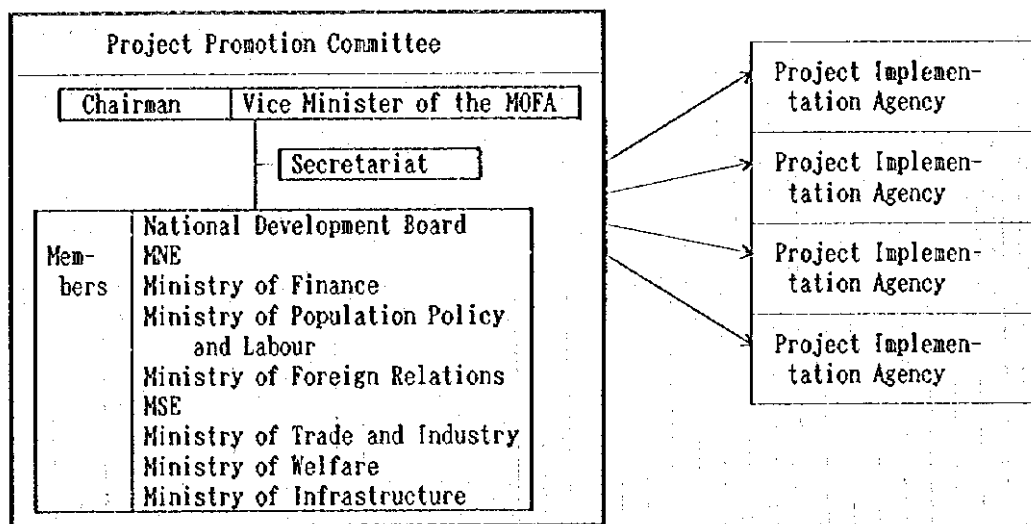 Project Promotion Committee
Chairman Vice Minister of the MOFA
Secretariat
Mem-
bers
National Development Board
MNE
Ministry of Finance
Ministry of Population Policy
and Labour
Ministry of Foreign Relations
MSE
Ministry of Trade and Industry
Ministry of Welfare
Ministry of Infrastructure
Project Implemen-
tation Agency
Project Implemen-
tation Agency
Project Implemen-
tation Agency
Project Implemen-
tation Agency